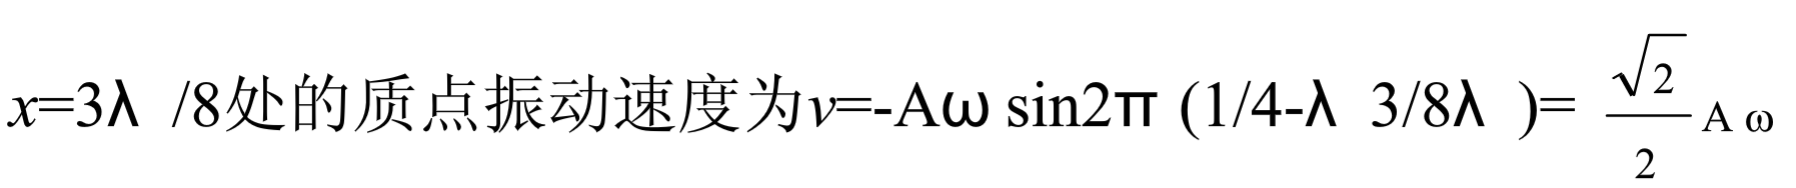 x=3λ /8处的质点振动速度为v=-Aω sin2π (1/4-λ 3/8λ )= √2/2 A ω